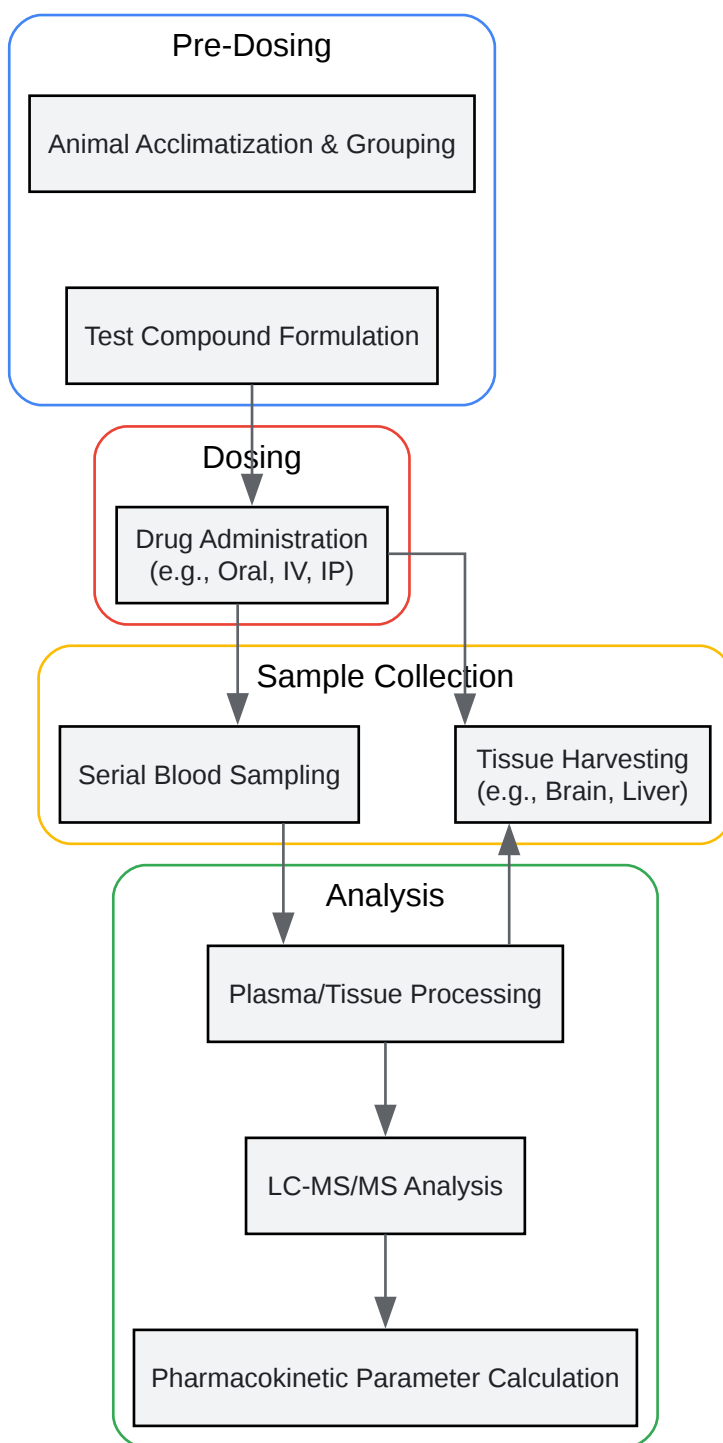 Pre-Dosing
Animal Acclimatization & Grouping
Test Compound Formulation
Dosing
Drug Administration
(e.g., Oral, IV, IP)
Sample Collection
Serial Blood Sampling
Tissue Harvesting
(e.g., Brain, Liver)
Analysis
Plasma/Tissue Processing
LC-MS/MS Analysis
Pharmacokinetic Parameter Calculation